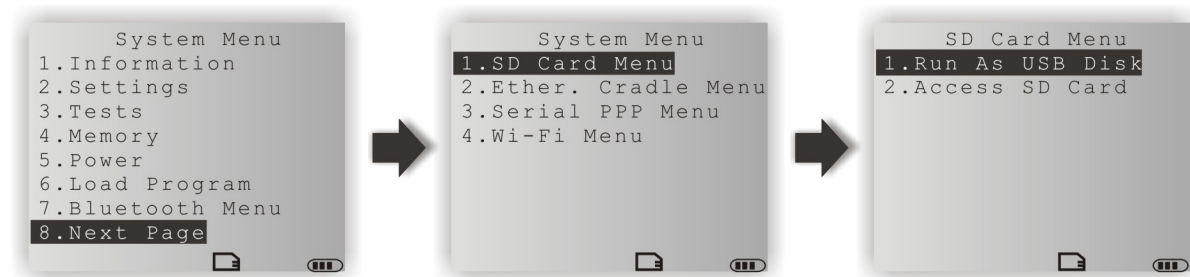 System Menu
1.Information
2.Settings
3.Tests
4.Memory
5.Power
6.Load Program
7.Bluetooth Menu
8.Next Page
System Menu
1.SD Card Menu
2.Ether. Cradle Menu
3.Serial PPP Menu
4.Wi-Fi Menu
SD Card Menu
1.Run As USB Disk
2.Access SD Card